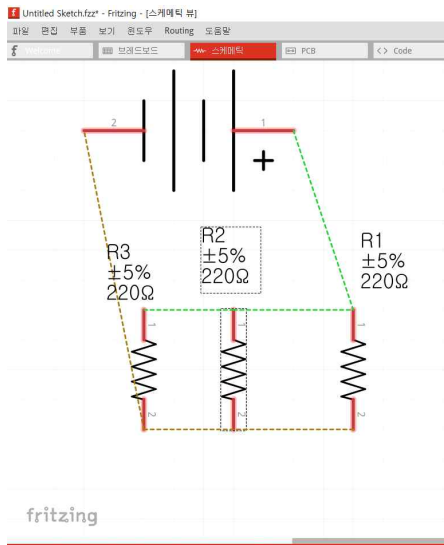 Untitled Sketch.fzz* - Fritzing - [스케메틱 뷰]
파일 편집 부품 보기 윈도우 Routing 도움말
Welcome 브레드보드 스케메틱 PCB Code
2 1
+
R3
±5%
220Ω
R2
±5%
220Ω
R1
±5%
220Ω
1 1 1
2 2 2
fritzing